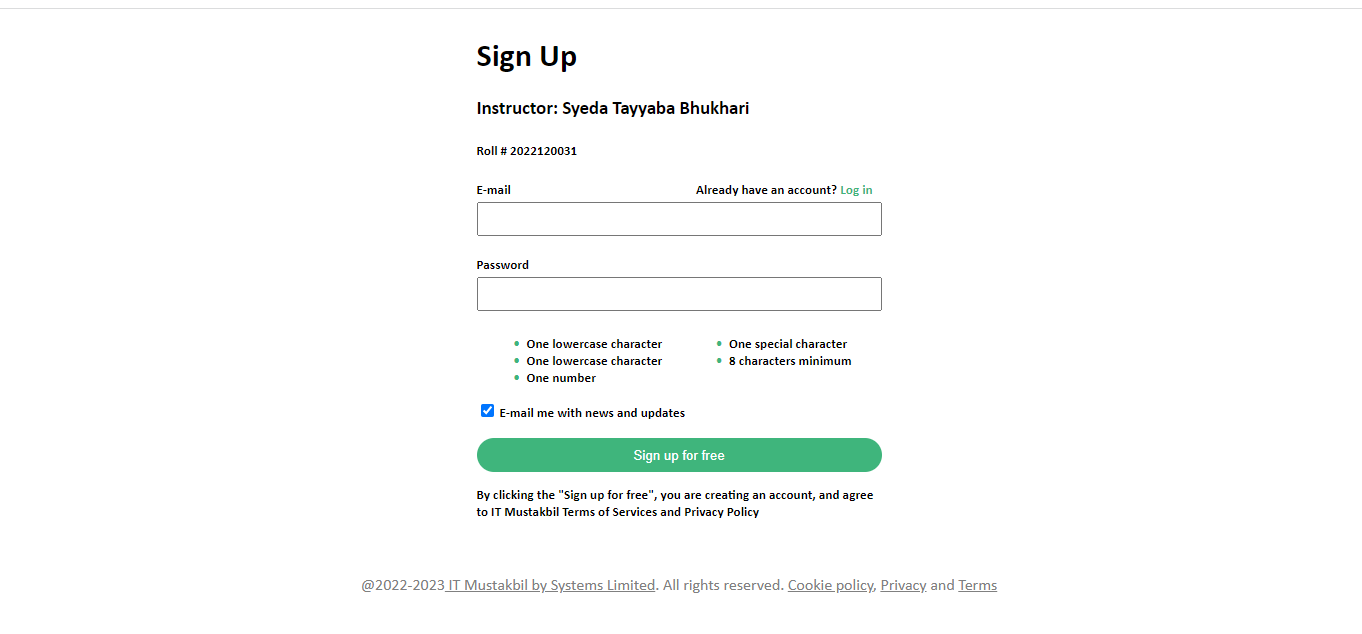 Sign Up
Instructor: Syeda Tayyaba Bhukhari
Roll # 2022120031
E-mail
Already have an account? Log in
Password
One lowercase character
One lowercase character
One number
One special character
8 characters minimum
E-mail me with news and updates
Sign up for free
By clicking the "Sign up for free", you are creating an account, and agree
to IT Mustakbil Terms of Services and Privacy Policy
@2022-2023 IT Mustakbil by Systems Limited. All rights reserved. Cookie policy, Privacy and Terms